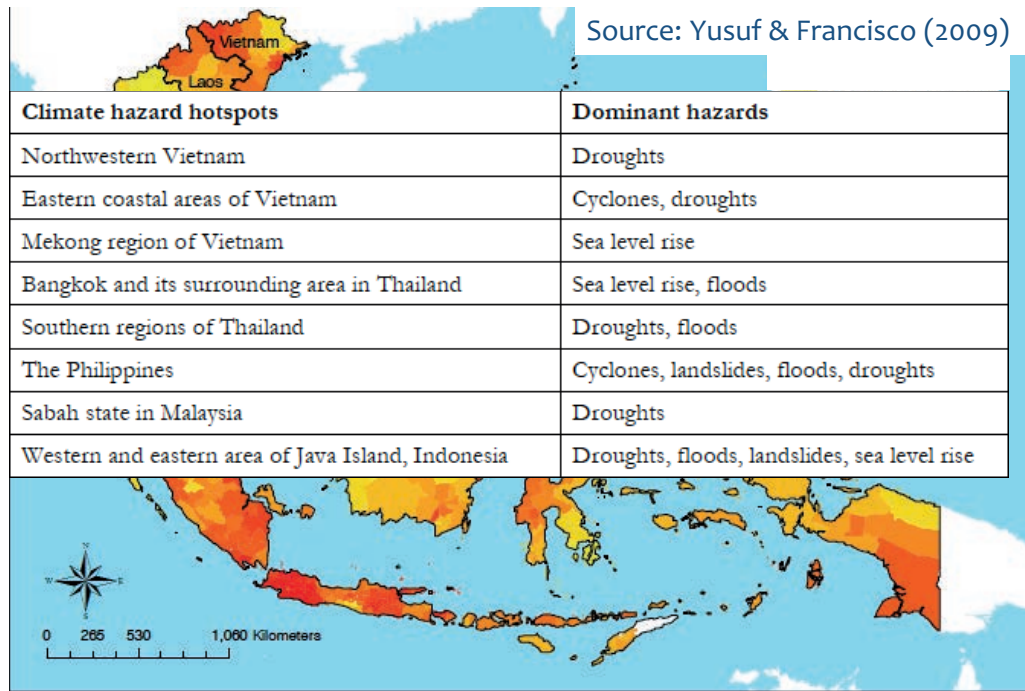 Source: Yusuf & Francisco (2009)
Vietnam
Laos
Climate hazard hotspots Dominant hazards
Northwestern Vietnam Droughts
Eastern coastal areas of Vietnam Cyclones, droughts
Mekong region of Vietnam Sea level rise
Bangkok and its surrounding area in Thailand Sea level rise, floods
Southern regions of Thailand Droughts, floods
The Philippines Cyclones, landslides, floods, droughts
Sabah state in Malaysia Droughts
Western and eastern area of Java Island, Indonesia Droughts, floods, landslides, sea level rise
N
W E
S
0 265 530 1,060 Kilometers